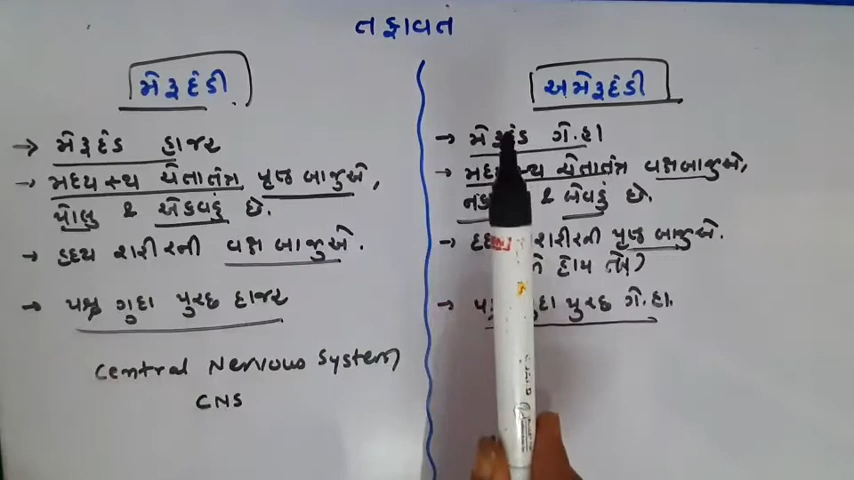 તફાવત
મેરૂદંડી
→ મેરૂદંડ હાજર
→ મધ્યસ્થ ચેતાતંત્ર પૃષ્ઠ બાજુએ,
પોલુ & એકવડું છે.
→ હૃદય શરીરની વક્ષ બાજુએ.
→ પશ્ચ ગુદા પુચ્છ હાજર
Central Nervious System
CNS
અમેરૂદંડી
→ મેરૂદંડ ગે.હા
→ મધ્યસ્થ ચેતાતંત્ર વક્ષબાજુએ,
& બેવડું છે.
→ શરીરની પૃષ્ઠ બાજુએ.
હોય તો)
→ ગુદા પુચ્છ ગે.હા.